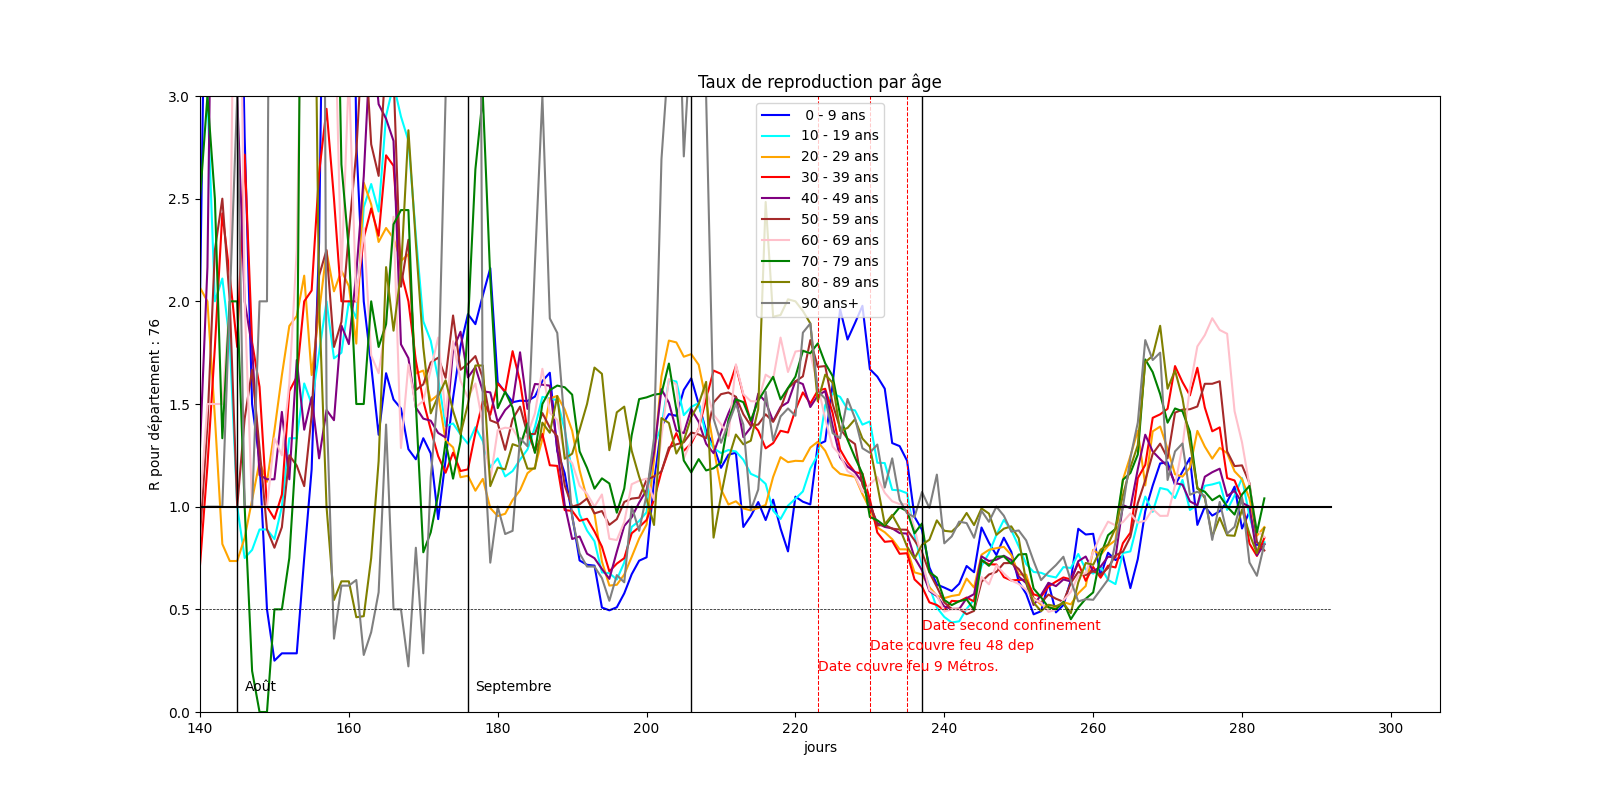 Taux de reproduction par âge
3.0
2.5
2.0
1.5
1.0
0.5
0.0
R pour département : 76
0 - 9 ans
10 - 19 ans
20 - 29 ans
30 - 39 ans
40 - 49 ans
50 - 59 ans
60 - 69 ans
70 - 79 ans
80 - 89 ans
90 ans+
Date second confinement
Date couvre feu 48 dep
Date couvre feu 9 Métros.
Août
Septembre
140 160 180 200 220 240 260 280 300
jours